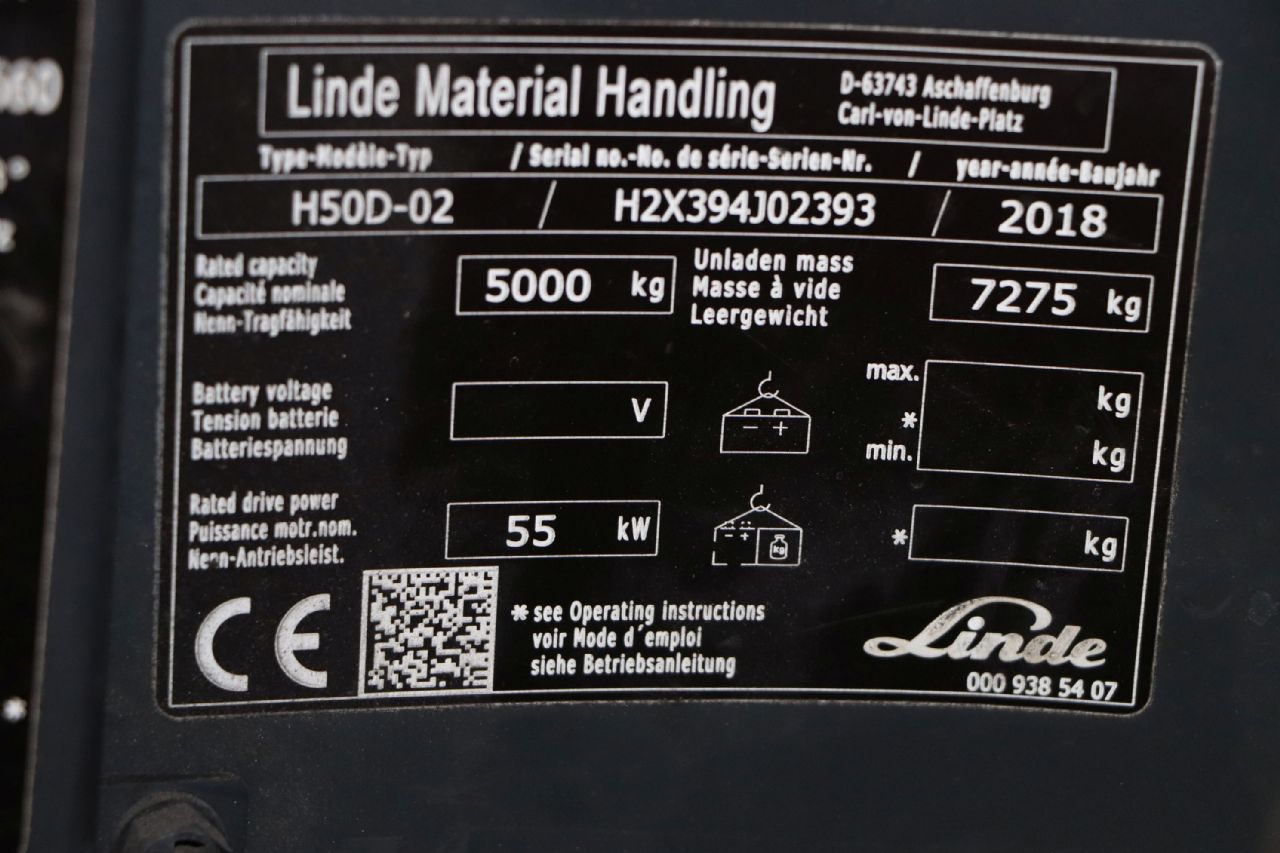 Linde Material Handling
D-63743 Aschaffenburg
Carl-von-Linde-Platz
Type-Modèle-Typ / Serial no.-No. de série-Serien-Nr. / year-année-Baujahr
H50D-02 / H2X394J02393 / 2018
Rated capacity
Capacité nominale
Nenn-Tragfähigkeit
5000 kg
Unladen mass
Masse à vide
Leergewicht
7275 kg
Battery voltage
Tension batterie
Batteriespannung
V
- +
max. kg
*
min. kg
Rated drive power
Puissance motr.nom.
Nenn-Antriebsleist.
55 kW
- +
kg
* kg
CE
* see Operating instructions
voir Mode d´emploi
siehe Betriebsanleitung
Linde
000 938 54 07
*